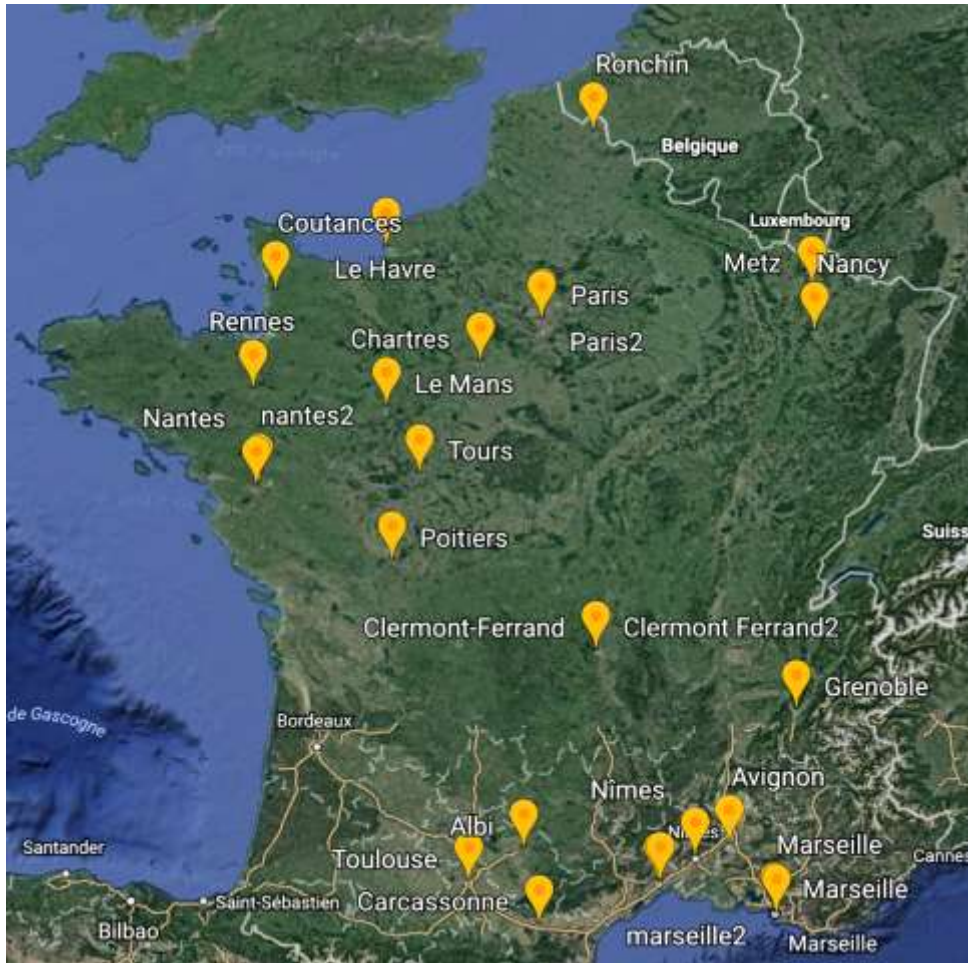 Ronchin
Belgique
Coutances
Luxembourg
Le Havre
Metz
Nancy
Paris
Rennes
Chartres
Paris2
Le Mans
Nantes
nantes2
Tours
Poitiers
Suiss
Clermont-Ferrand
Clermont Ferrand2
Grenoble
de Gascogne
Bordeaux
Avignon
Nîmes
Albi
Santander
Toulouse
Marseille
Cannes
Carcassonne
Marseille
Saint-Sébastien
Bilbao
marseille2
Marseille